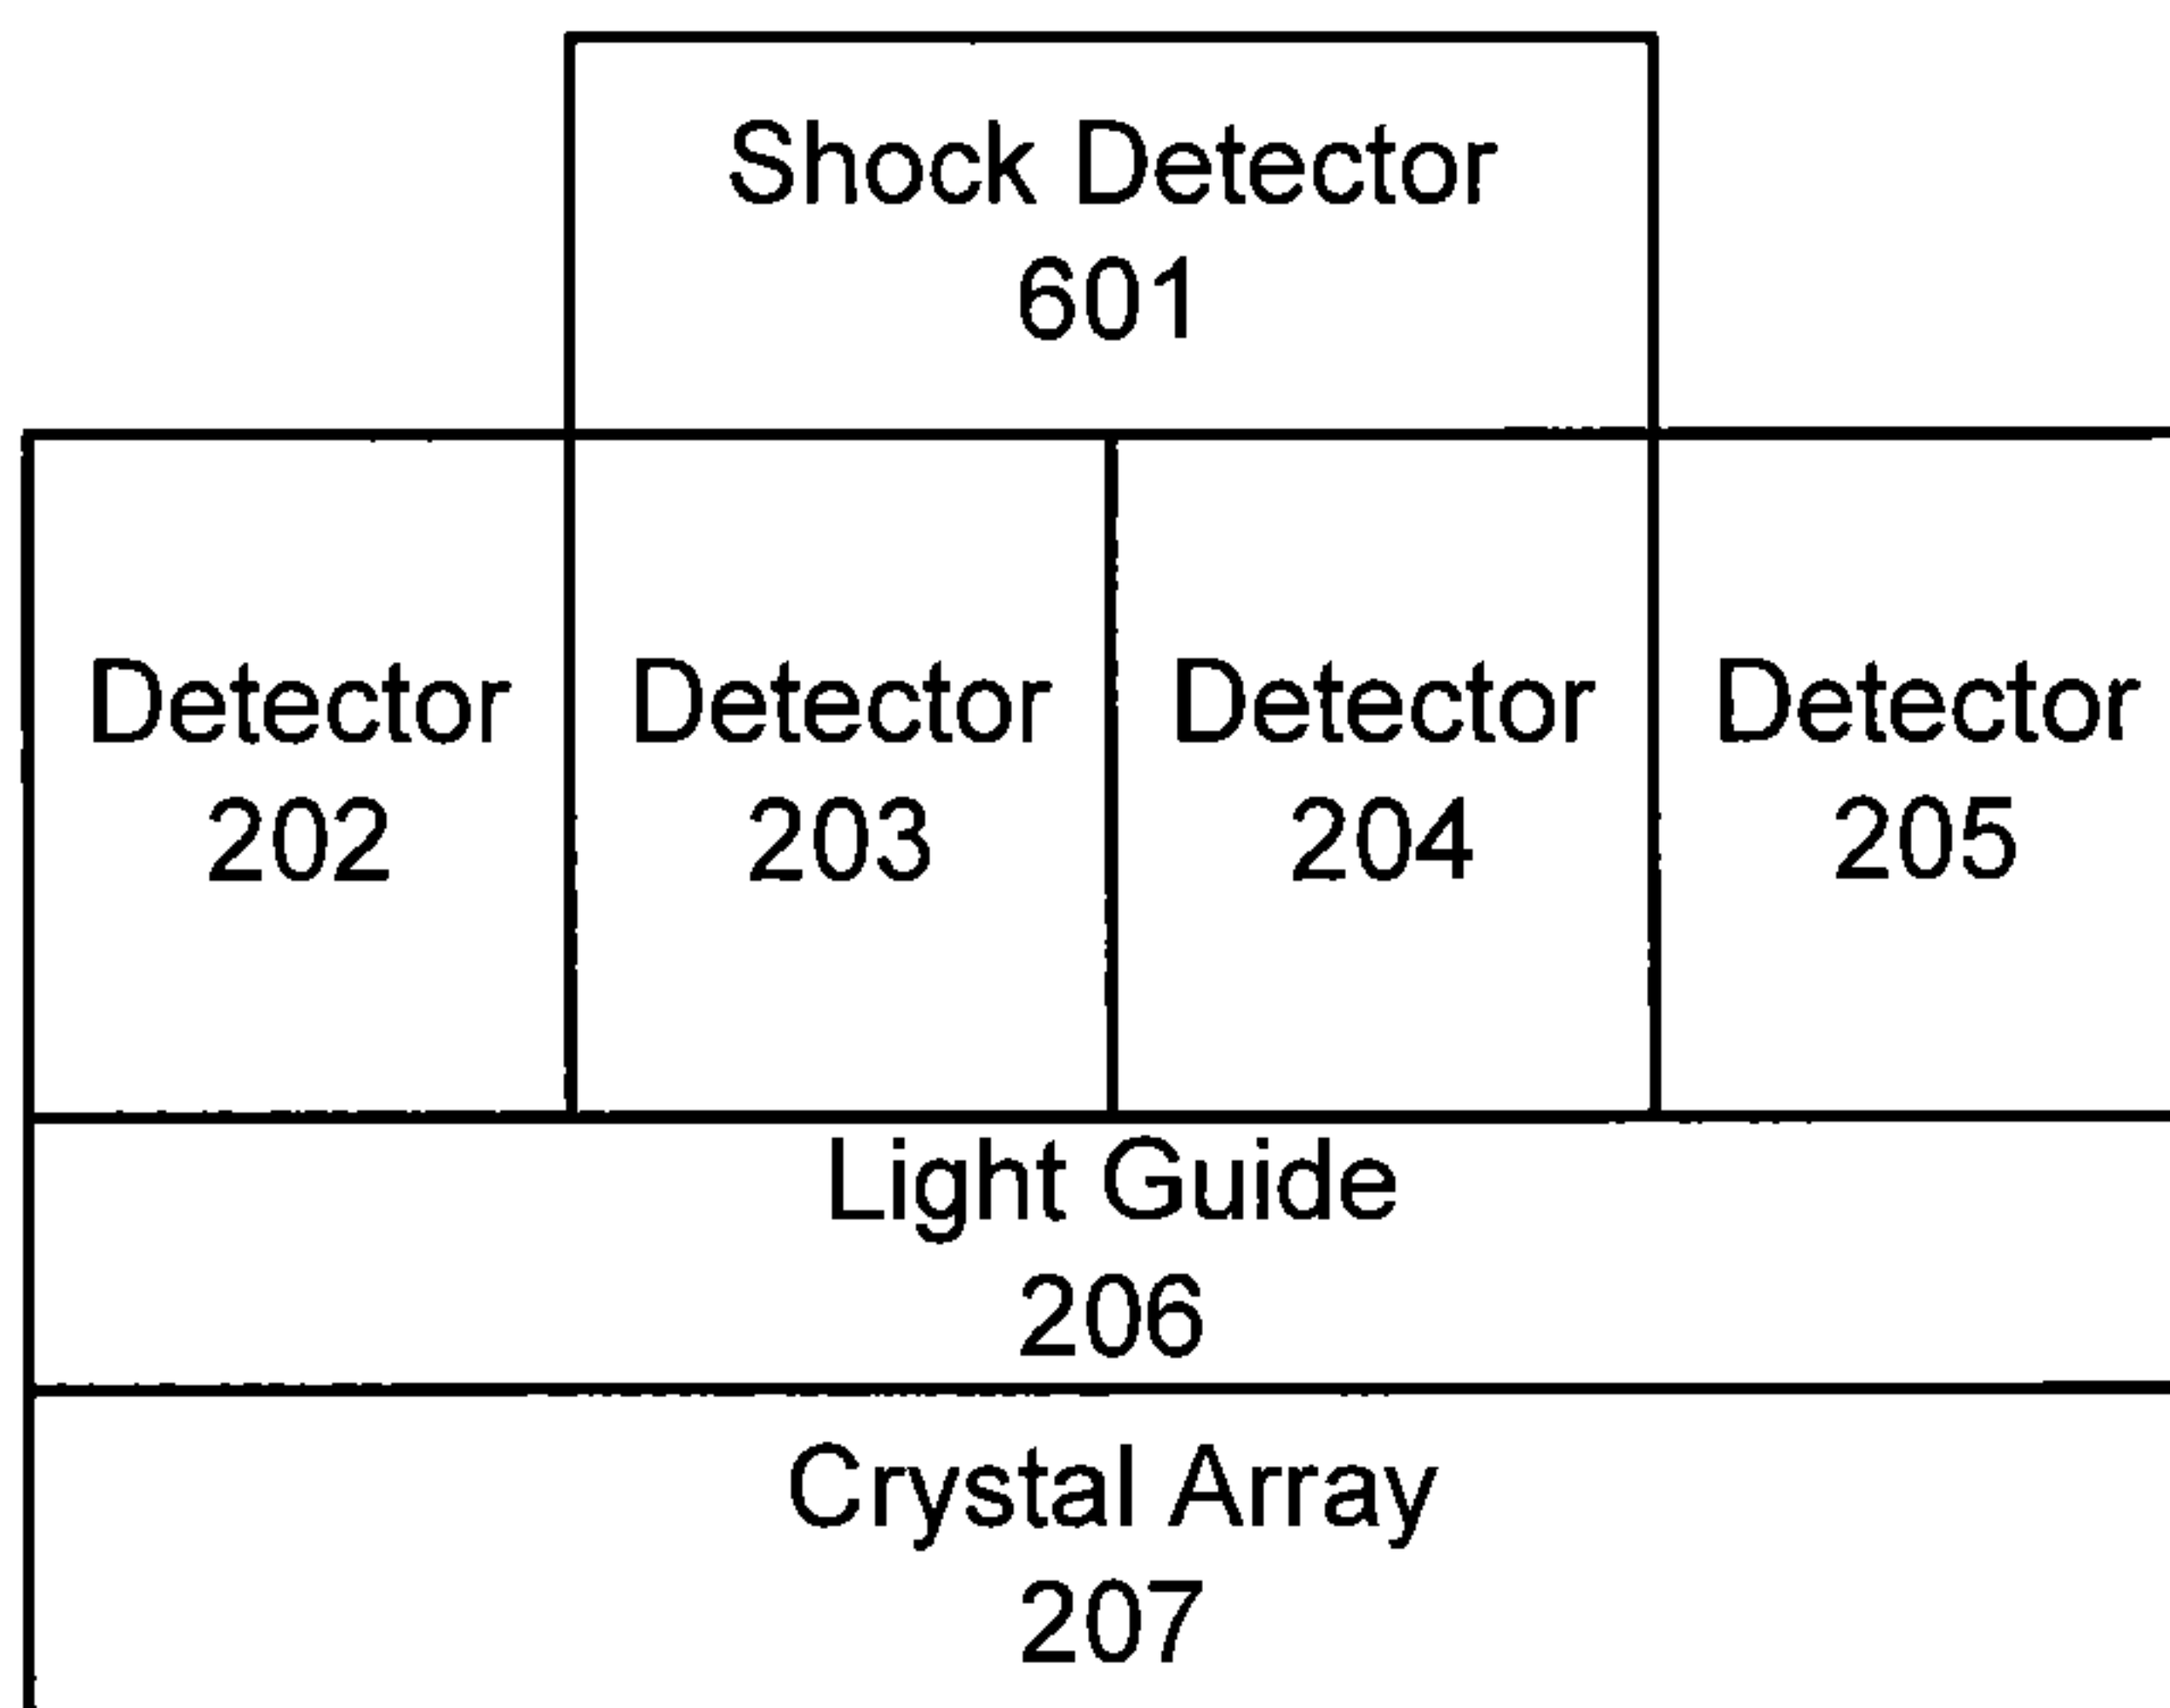 Shock Detector
601
Detector
202
Detector
203
Detector
204
Detector
205
Light Guide
206
Crystal Array
207